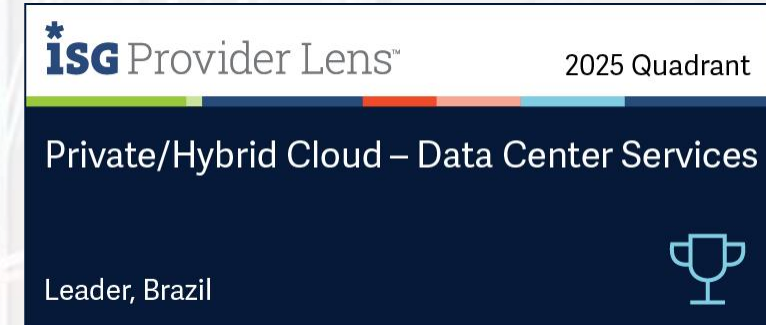 ISG Provider Lens™
2025 Quadrant
Private/Hybrid Cloud – Data Center Services
Leader, Brazil